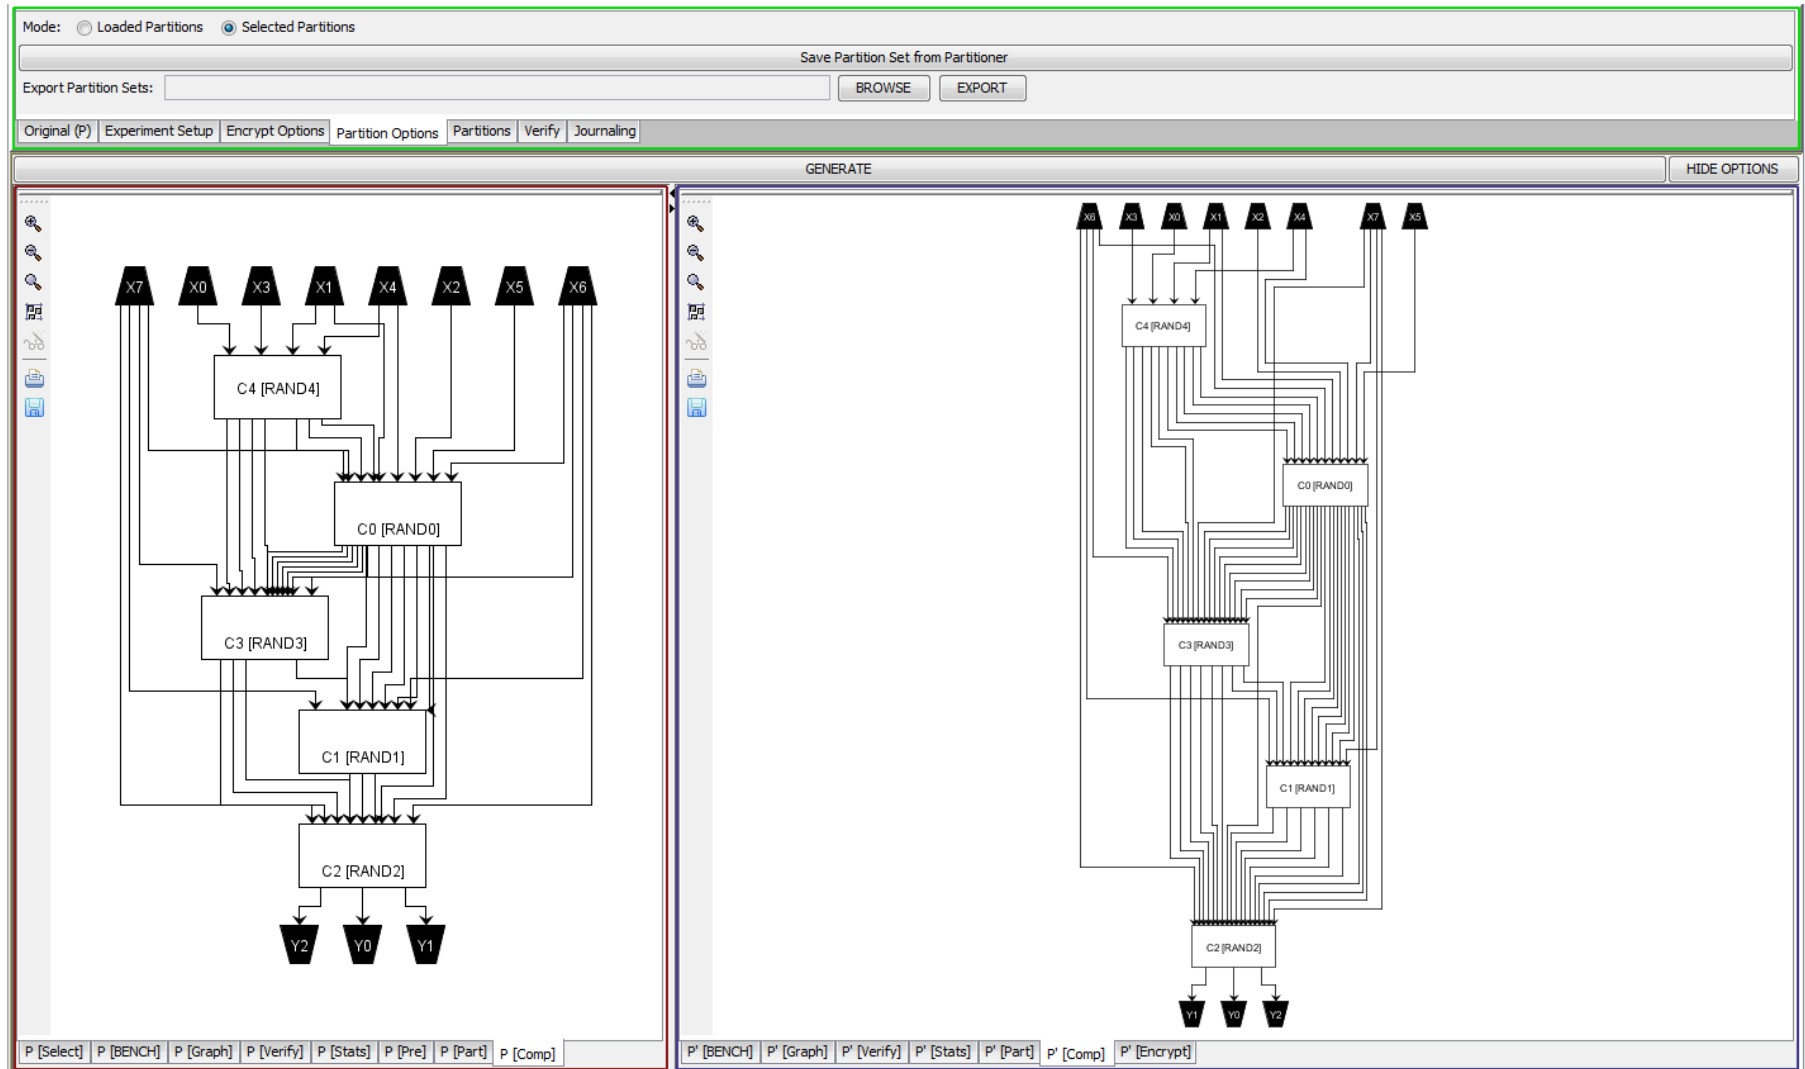 Mode: Loaded Partitions Selected Partitions
Save Partition Set from Partitioner
Export Partition Sets: BROWSE EXPORT
Original (P) Experiment Setup Encrypt Options Partition Options Partitions Verify Journaling
GENERATE HIDE OPTIONS
X7 X0 X3 X1 X4 X2 X5 X6
C4 [RAND4]
C0 [RAND0]
C3 [RAND3]
C1 [RAND1]
C2 [RAND2]
Y2 Y0 Y1
P [Select] P [BENCH] P [Graph] P [Verify] P [Stats] P [Pre] P [Part] P [Comp]
X6 X3 X0 X1 X2 X4 X7 X5
C4 [RAND4]
C0 [RAND0]
C3 [RAND3]
C1 [RAND1]
C2 [RAND2]
Y1 Y0 Y2
P' [BENCH] P' [Graph] P' [Verify] P' [Stats] P' [Part] P' [Comp] P' [Encrypt]